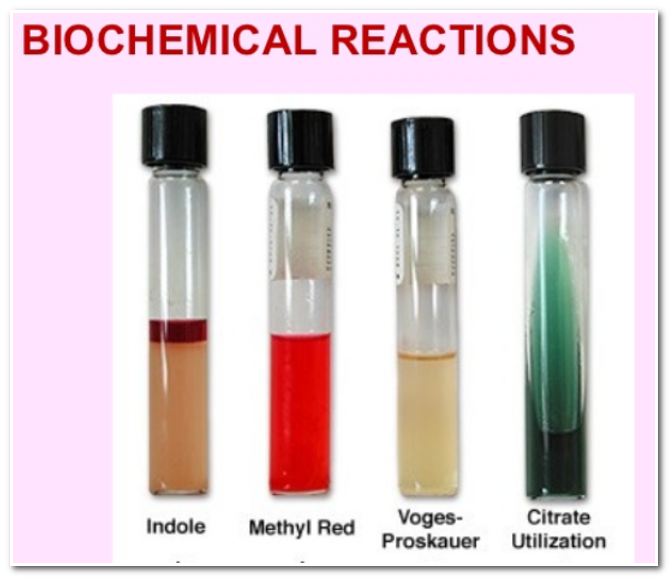 BIOCHEMICAL REACTIONS
Indole
Methyl Red
Voges-
Proskauer
Citrate
Utilization